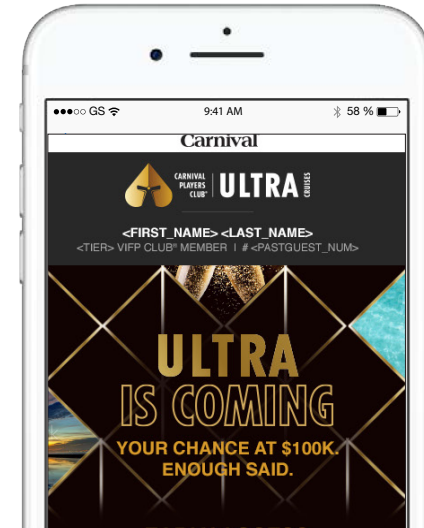 GS 9:41 AM 58 %
Carnival
CARNIVAL
PLAYERS
CLUB® ULTRA CRUISES
<FIRST_NAME> <LAST_NAME>
<TIER> VIFP CLUB® MEMBER | # <PASTGUEST_NUM>
ULTRA
IS COMING
YOUR CHANCE AT $100K.
ENOUGH SAID.